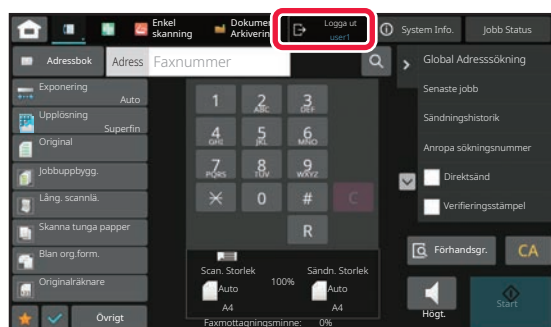 Enkel skanning
Dokument Arkivering
Logga ut
user1
System Info.
Jobb Status
Adressbok
Adress
Faxnummer
Global Adresssökning
Exponering
Auto
Upplösning
Superfin
Original
Jobbuppbygg.
Lång. scannlä.
Skanna tunga papper
Blan org.form.
Originalräknare
Övrigt
1
2 ABC
3 DEF
4 GHI
5 JKL
6 MNO
7 PQRS
8 TUV
9 WXYZ
0
#
C
R
Scan. Storlek
Sändn. Storlek
Auto
100%
Auto
A4
A4
Faxmottagningsminne: 0%
Senaste jobb
Sändningshistorik
Anropa sökningsnummer
Direktsänd
Verifieringsstämpel
Förhandsgr.
CA
Högt.
Start